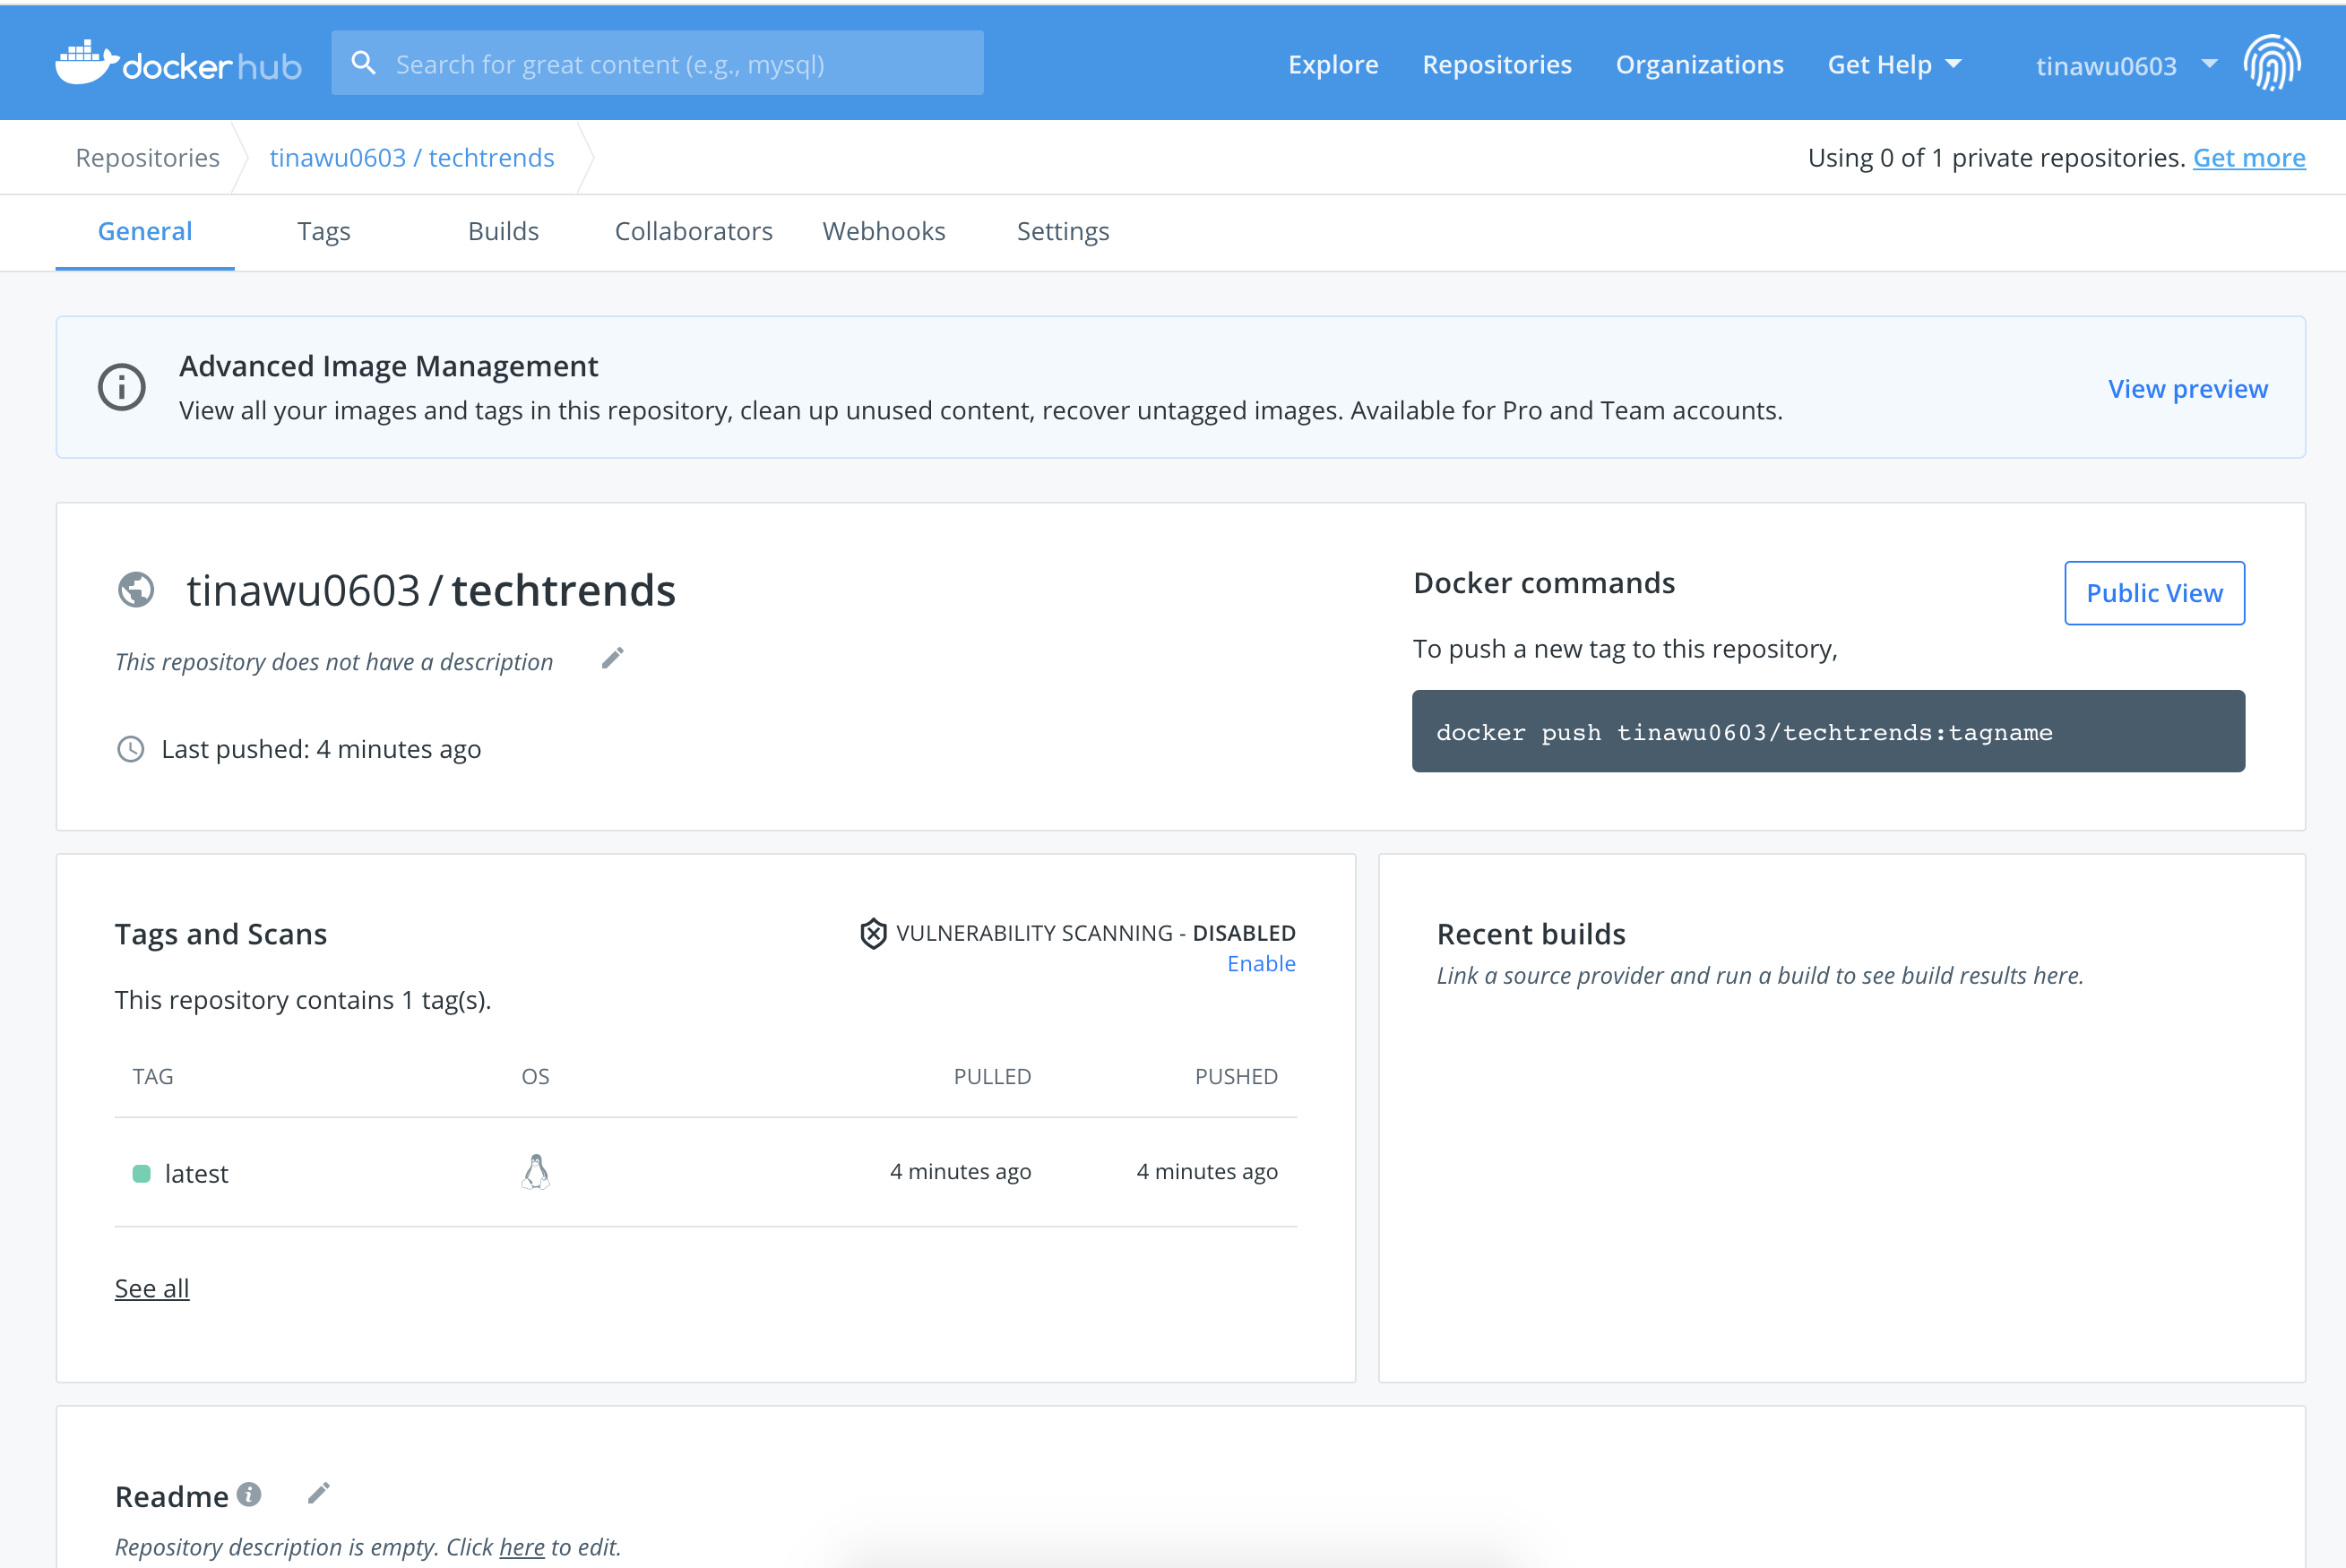 docker hub
Search for great content (e.g., mysql)
Explore
Repositories
Organizations
Get Help
tinawu0603
Repositories
tinawu0603 / techtrends
Using 0 of 1 private repositories. Get more
General
Tags
Builds
Collaborators
Webhooks
Settings
Advanced Image Management
View all your images and tags in this repository, clean up unused content, recover untagged images. Available for Pro and Team accounts.
View preview
tinawu0603 / techtrends
This repository does not have a description
Last pushed: 4 minutes ago
Docker commands
Public View
To push a new tag to this repository,
docker push tinawu0603/techtrends:tagname
Tags and Scans
VULNERABILITY SCANNING - DISABLED
Enable
This repository contains 1 tag(s).
TAG
OS
PULLED
PUSHED
latest
4 minutes ago
4 minutes ago
See all
Recent builds
Link a source provider and run a build to see build results here.
Readme
Repository description is empty. Click here to edit.